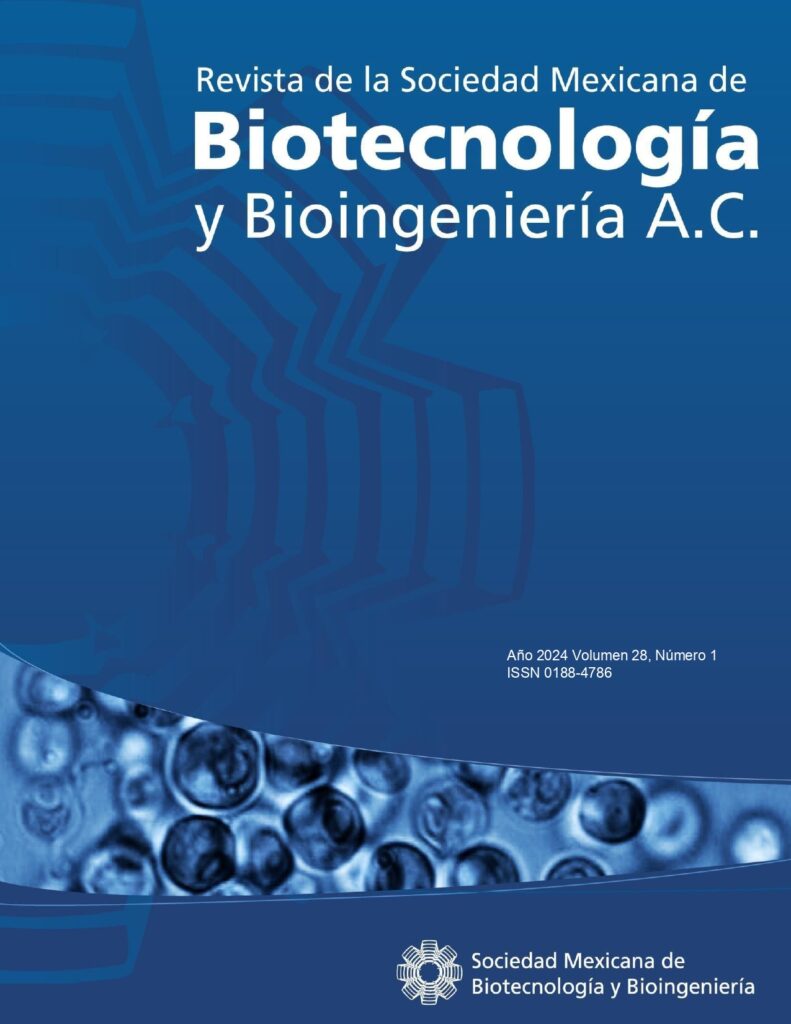 Revista de la Sociedad Mexicana de
Biotecnología
y Bioingeniería A.C.
Año 2024 Volumen 28, Número 1
ISSN 0188-4786
Sociedad Mexicana de
Biotecnología y Bioingeniería